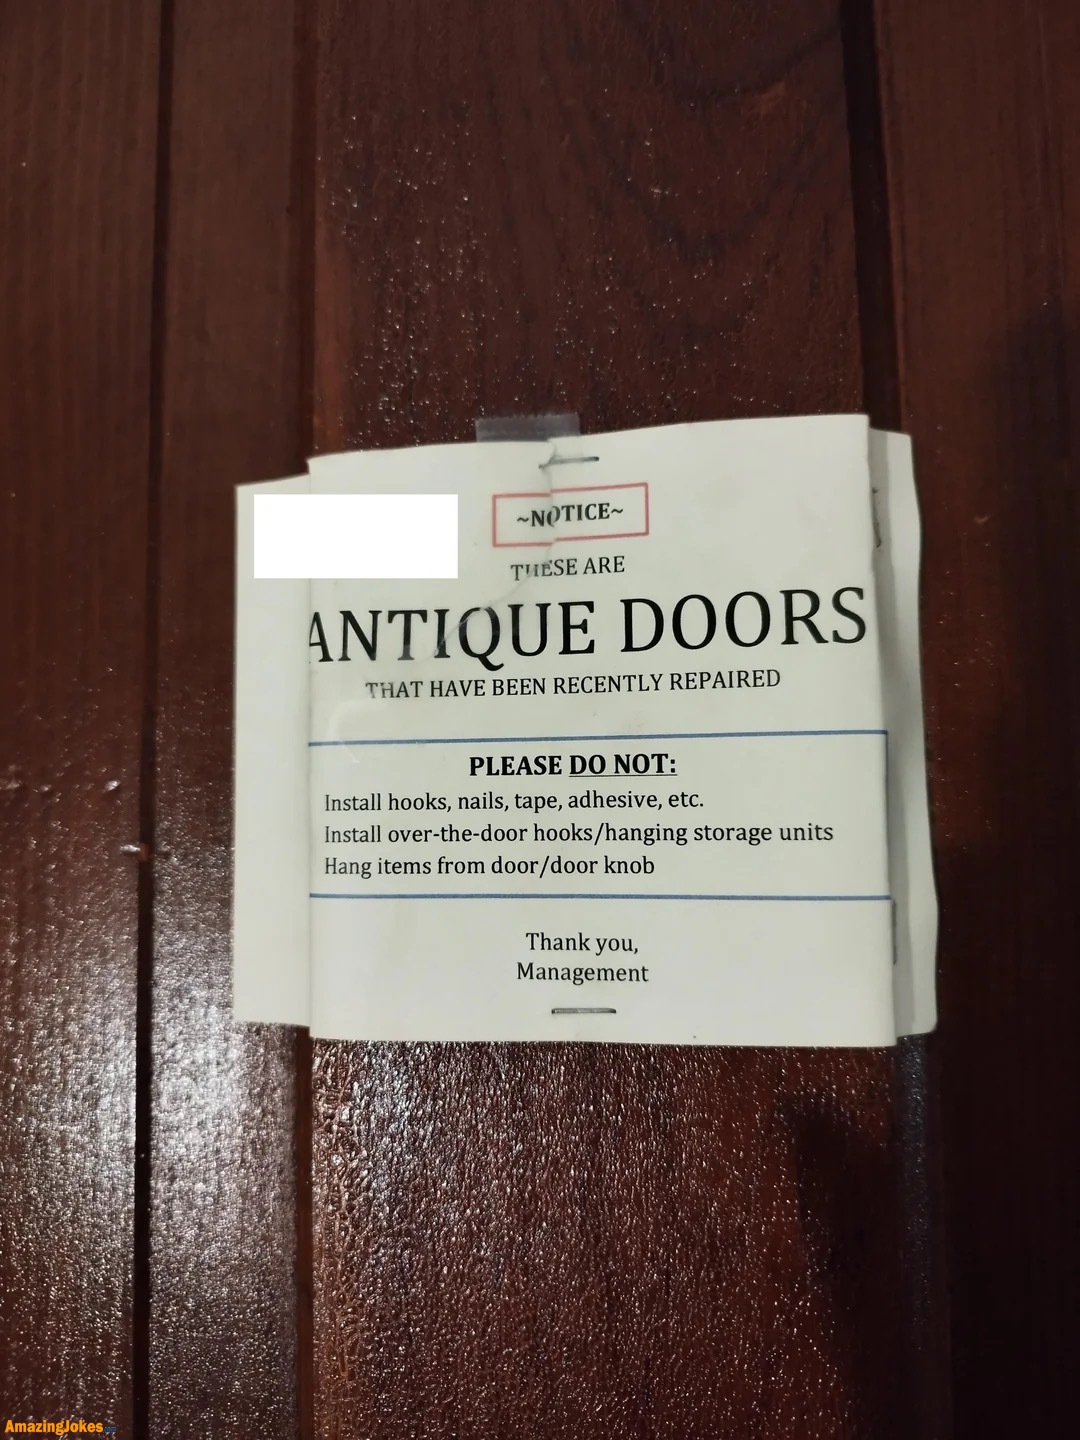 ~NOTICE~
THESE ARE
ANTIQUE DOORS
THAT HAVE BEEN RECENTLY REPAIRED
PLEASE DO NOT:
Install hooks, nails, tape, adhesive, etc.
Install over-the-door hooks/hanging storage units
Hang items from door/door knob
Thank you,
Management
AmazingJokes